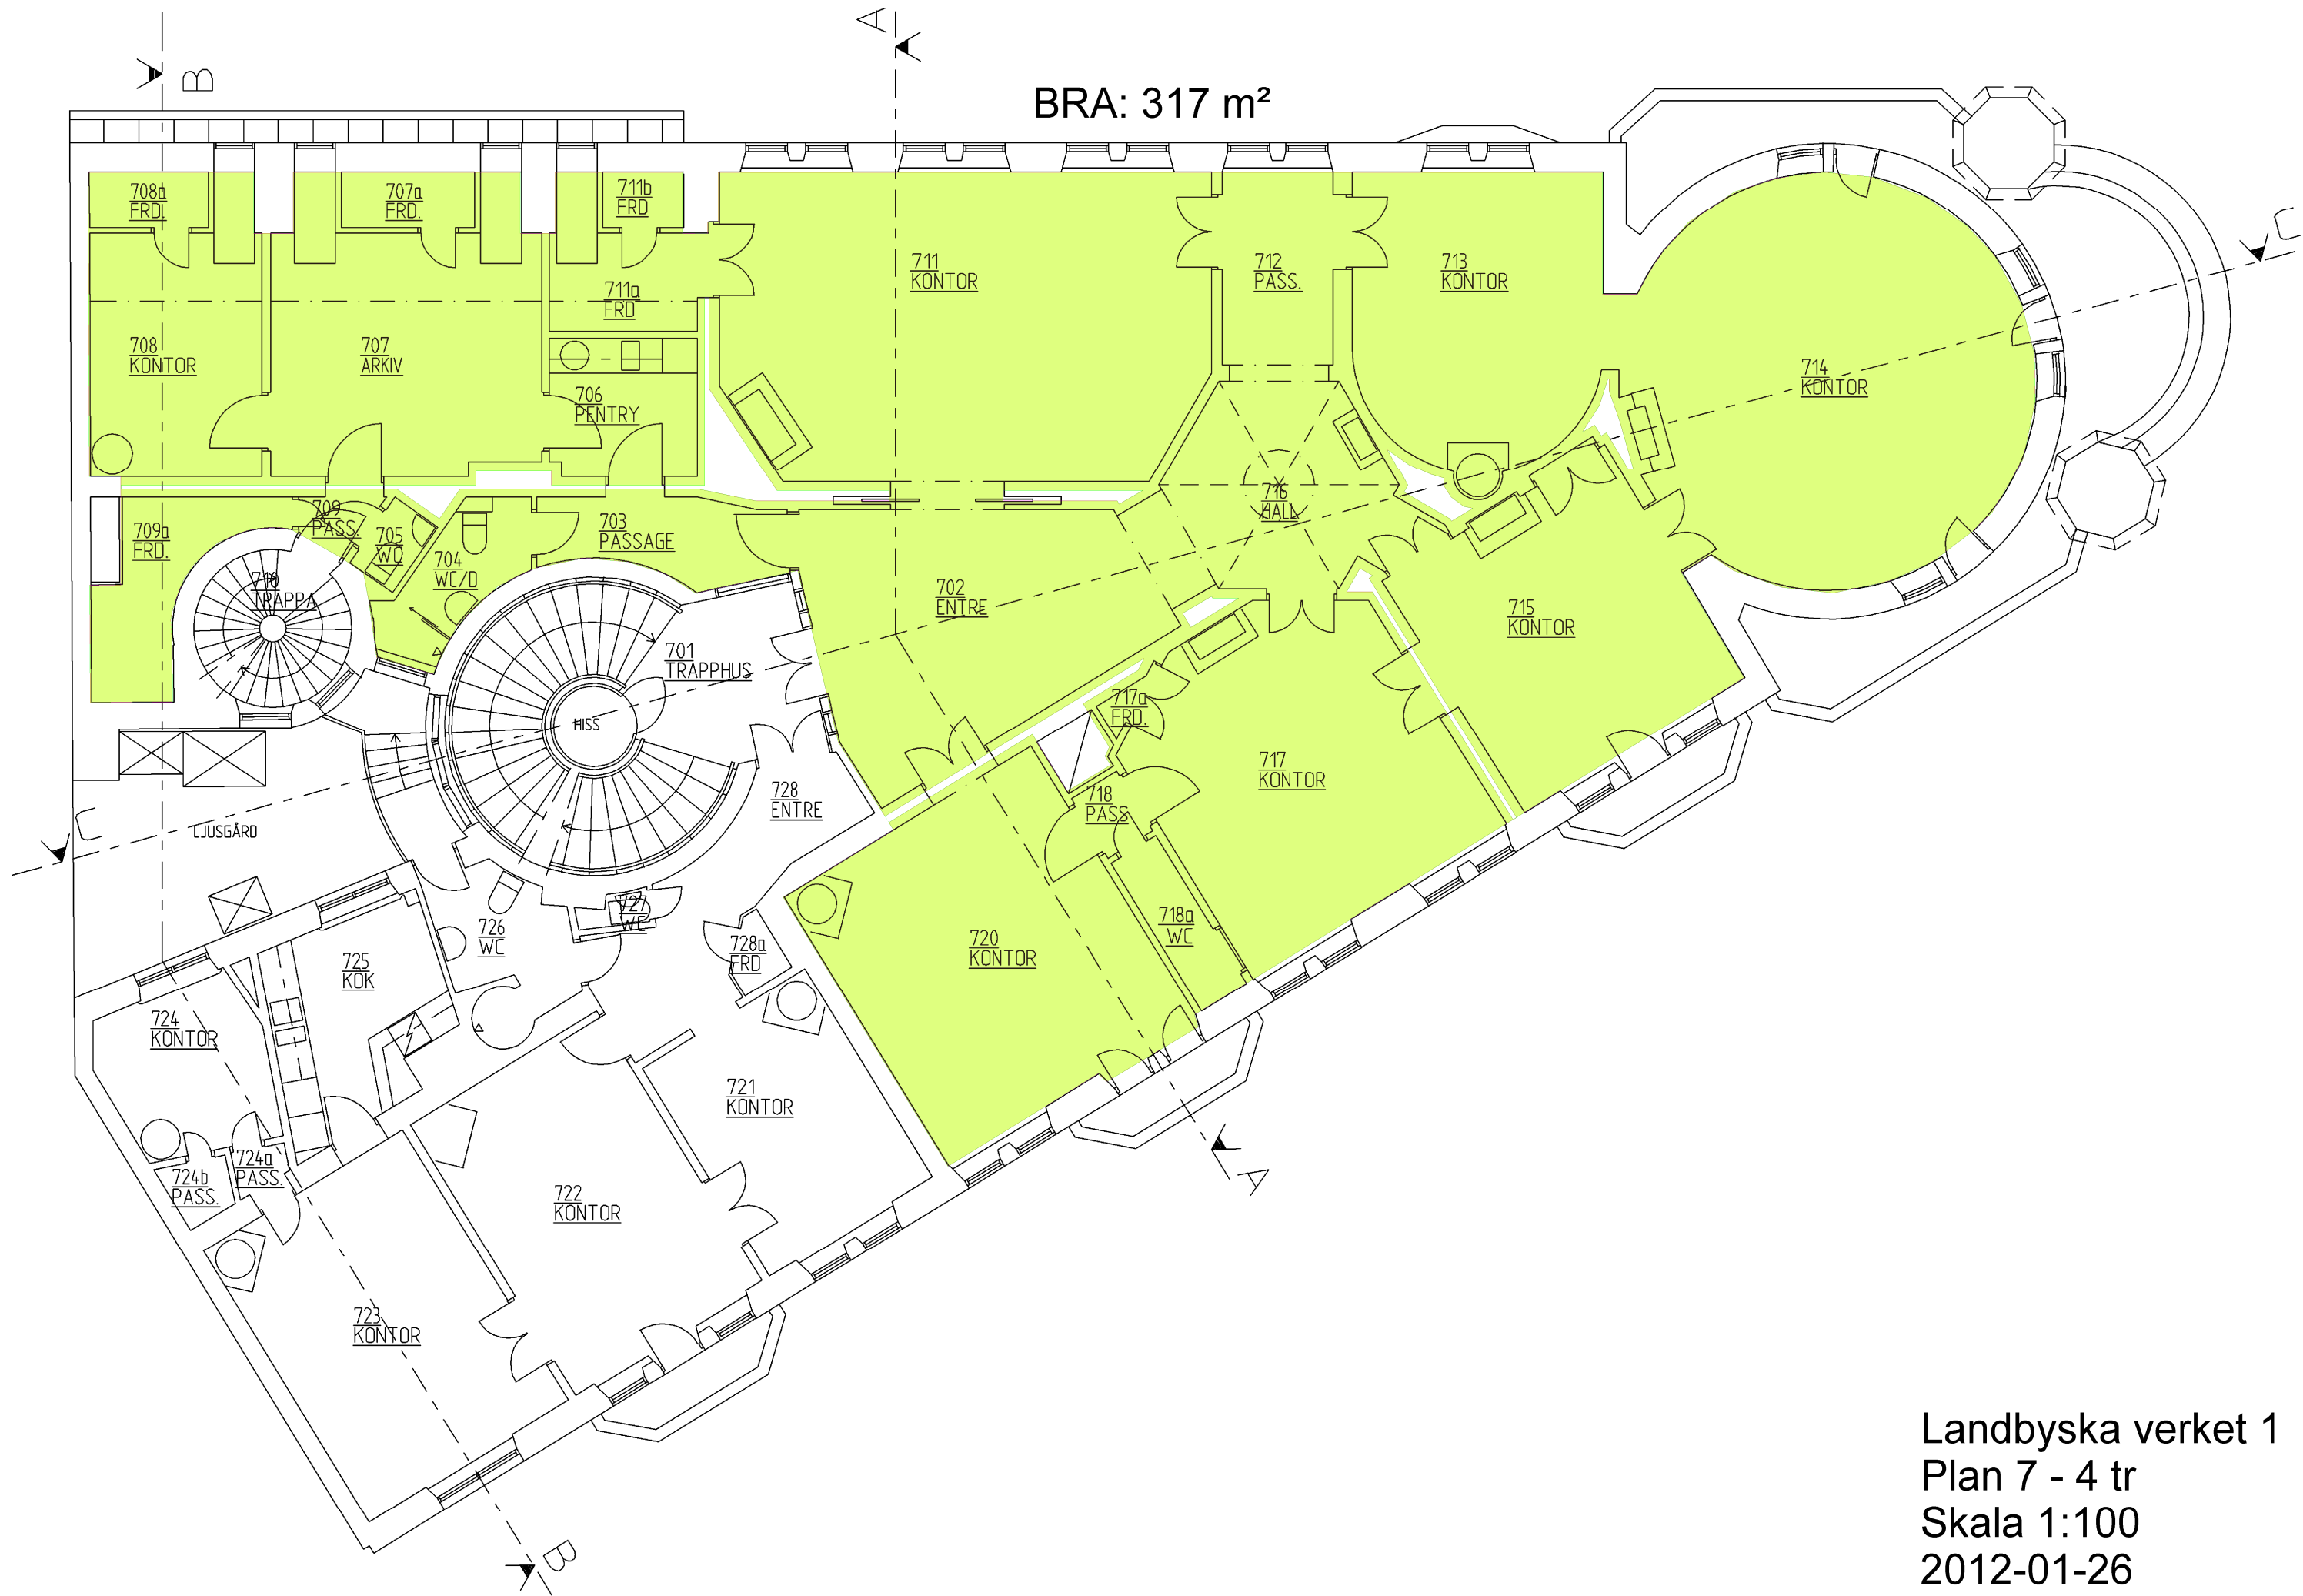 A
B
BRA: 317 m²
708a
FRD.
707a
FRD.
711b
FRD
C
711
KONTOR
712
PASS.
713
KONTOR
711a
FRD
708
KONTOR
707
ARKIV
714
KONTOR
706
PENTRY
716
HALL
709
PASS.
709a
FRD.
705
WC
703
PASSAGE
704
WC/D
710
TRAPPA
702
ENTRE
715
KONTOR
701
TRAPPHUS
717a
FRD.
HISS
717
KONTOR
728
ENTRE
718
PASS
C
LJUSGÅRD
727
WC
718a
WC
726
WC
728a
FRD
720
KONTOR
725
KÖK
724
KONTOR
721
KONTOR
724a
PASS.
724b
PASS.
A
722
KONTOR
723
KONTOR
B
Landbyska verket 1
Plan 7 - 4 tr
Skala 1:100
2012-01-26